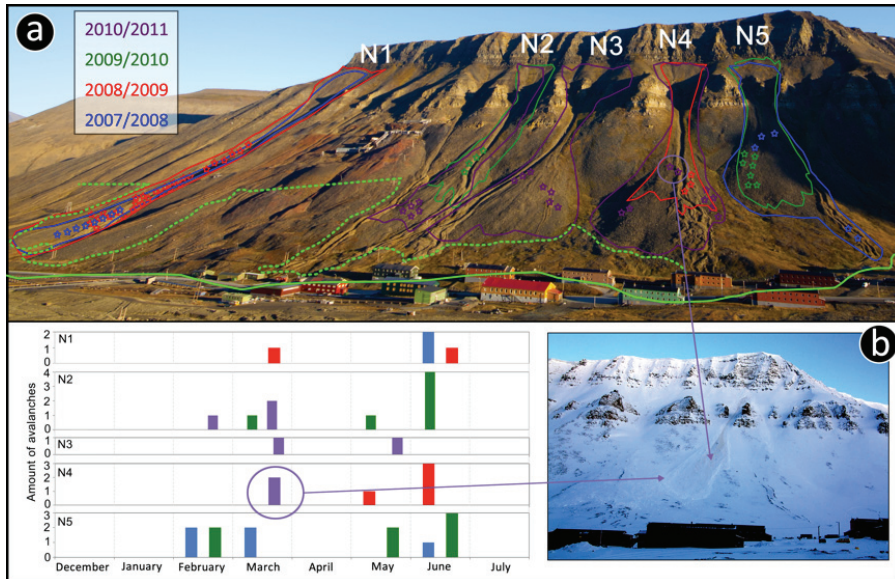 a
2010/2011
2009/2010
2008/2009
2007/2008
N1
N2
N3
N4
N5
b
Amount of avalanches
N1
2
1
0
N2
4
3
2
1
0
N3
1
0
N4
3
2
1
0
N5
3
2
1
0
December January February March April May June July